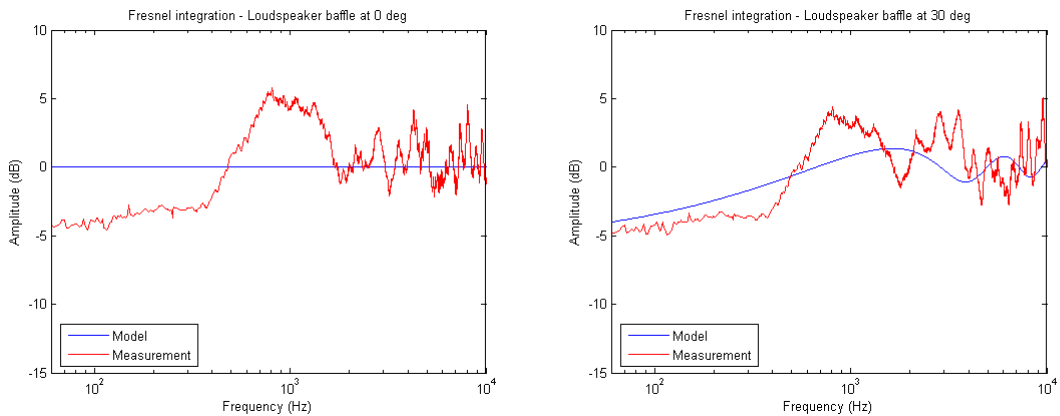 Fresnel integration - Loudspeaker baffle at 0 deg
10
5
0
-5
-10
-15
Amplitude (dB)
Model
Measurement
10^2
10^3
10^4
Frequency (Hz)
Fresnel integration - Loudspeaker baffle at 30 deg
10
5
0
-5
-10
-15
Amplitude (dB)
Model
Measurement
10^2
10^3
10^4
Frequency (Hz)